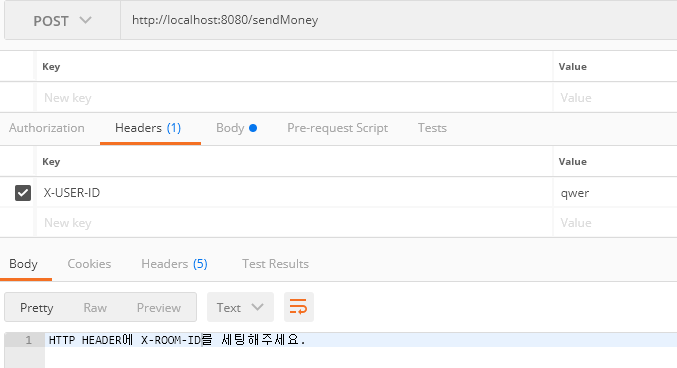 POST http://localhost:8080/sendMoney
Key Value
New key Value
Authorization Headers (1) Body Pre-request Script Tests
Key Value
X-USER-ID qwer
New key Value
Body Cookies Headers (5) Test Results
Pretty Raw Preview Text
1 HTTP HEADER에 X-ROOM-ID를 세팅해주세요.